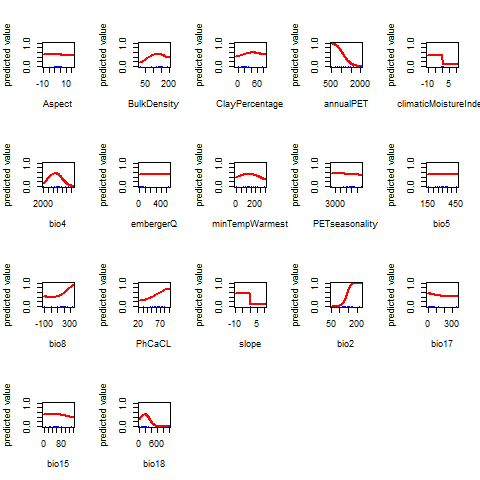 predicted value 0.0 1.0 -10 10 Aspect
predicted value 0.0 1.0 50 200 BulkDensity
predicted value 0.0 1.0 0 60 ClayPercentage
predicted value 0.0 1.0 500 2000 annualPET
predicted value 0.0 1.0 -10 5 climaticMoistureInde
predicted value 0.0 1.0 2000 bio4
predicted value 0.0 1.0 0 400 embergerQ
predicted value 0.0 1.0 0 200 minTempWarmest
predicted value 0.0 1.0 3000 PETseasonality
predicted value 0.0 1.0 150 450 bio5
predicted value 0.0 1.0 -100 300 bio8
predicted value 0.0 1.0 20 70 PhCaCL
predicted value 0.0 1.0 -10 5 slope
predicted value 0.0 1.0 50 200 bio2
predicted value 0.0 1.0 0 300 bio17
predicted value 0.0 1.0 0 80 bio15
predicted value 0.0 1.0 0 600 bio18